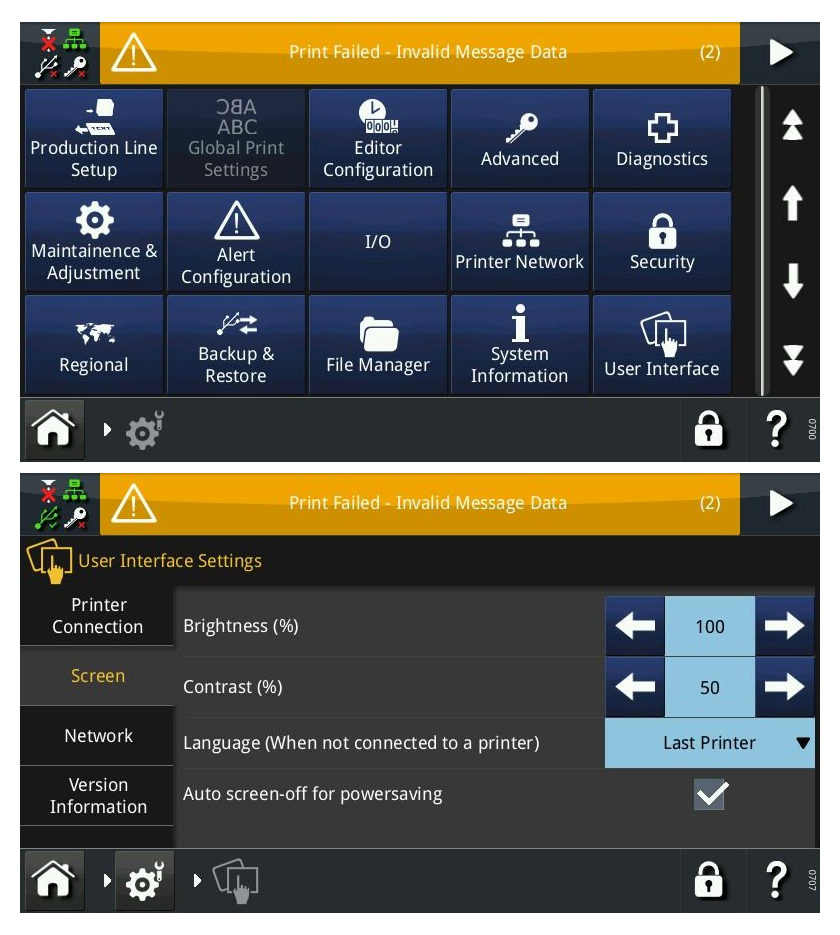 Print Failed - Invalid Message Data (2)
TEXT
Production Line
Setup
ABC
ABC
Global Print
Settings
000
Editor
Configuration
Advanced
Diagnostics
Maintainence &
Adjustment
Alert
Configuration
I/O
Printer Network
Security
Regional
Backup &
Restore
File Manager
System
Information
User Interface
?
0700
Print Failed - Invalid Message Data (2)
User Interface Settings
Printer
Connection
Screen
Network
Version
Information
Brightness (%) 100
Contrast (%) 50
Language (When not connected to a printer) Last Printer
Auto screen-off for powersaving
?
0707